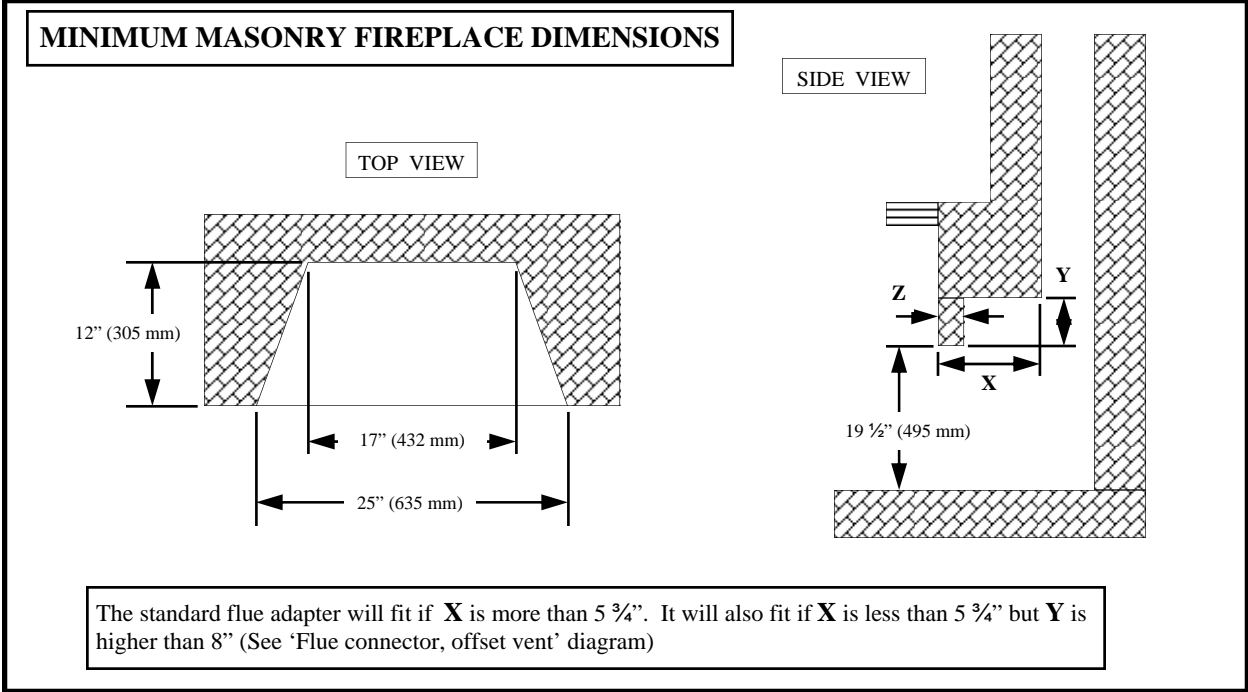 MINIMUM MASONRY FIREPLACE DIMENSIONS
SIDE VIEW
TOP VIEW
Y
Z
12” (305 mm)
X
19 ½” (495 mm)
17” (432 mm)
25” (635 mm)
The standard flue adapter will fit if X is more than 5 ¾”. It will also fit if X is less than 5 ¾” but Y is
higher than 8” (See ‘Flue connector, offset vent’ diagram)